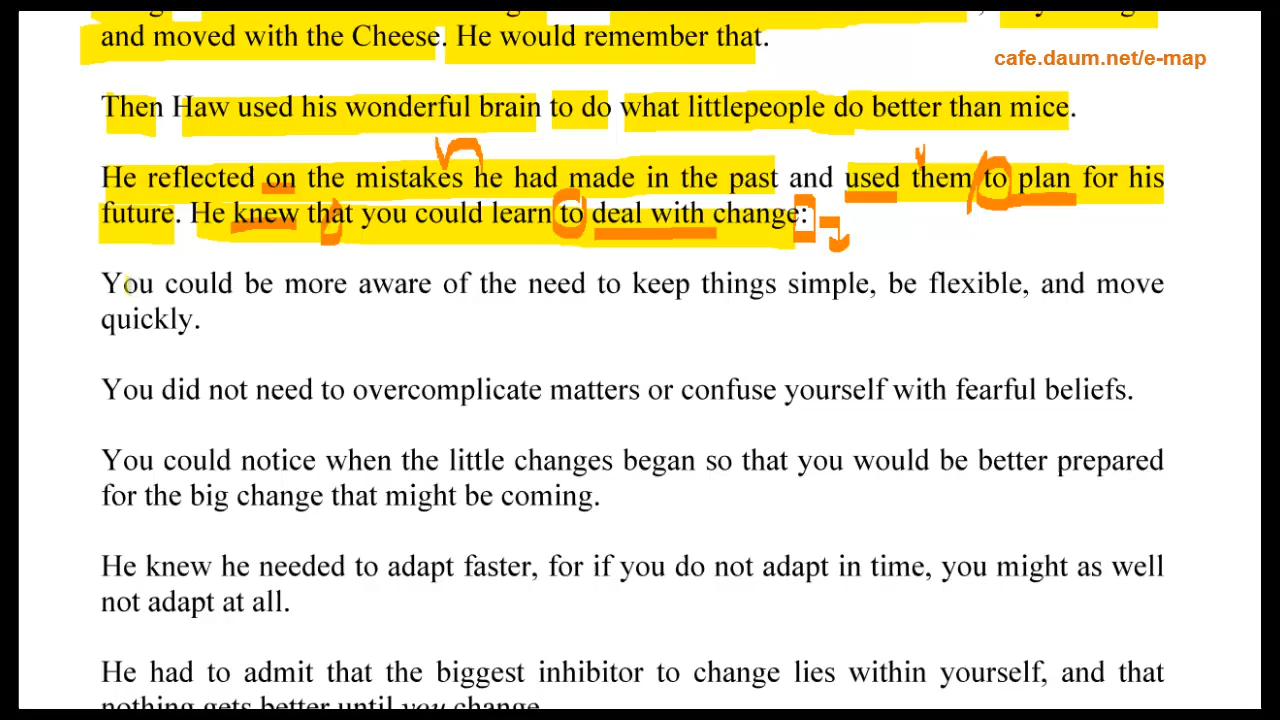 and moved with the Cheese. He would remember that.
cafe.daum.net/e-map
Then Haw used his wonderful brain to do what littlepeople do better than mice.
He reflected on the mistakes he had made in the past and used them to plan for his
future. He knew that you could learn to deal with change:
You could be more aware of the need to keep things simple, be flexible, and move
quickly.
You did not need to overcomplicate matters or confuse yourself with fearful beliefs.
You could notice when the little changes began so that you would be better prepared
for the big change that might be coming.
He knew he needed to adapt faster, for if you do not adapt in time, you might as well
not adapt at all.
He had to admit that the biggest inhibitor to change lies within yourself, and that
nothing gets better until you change.